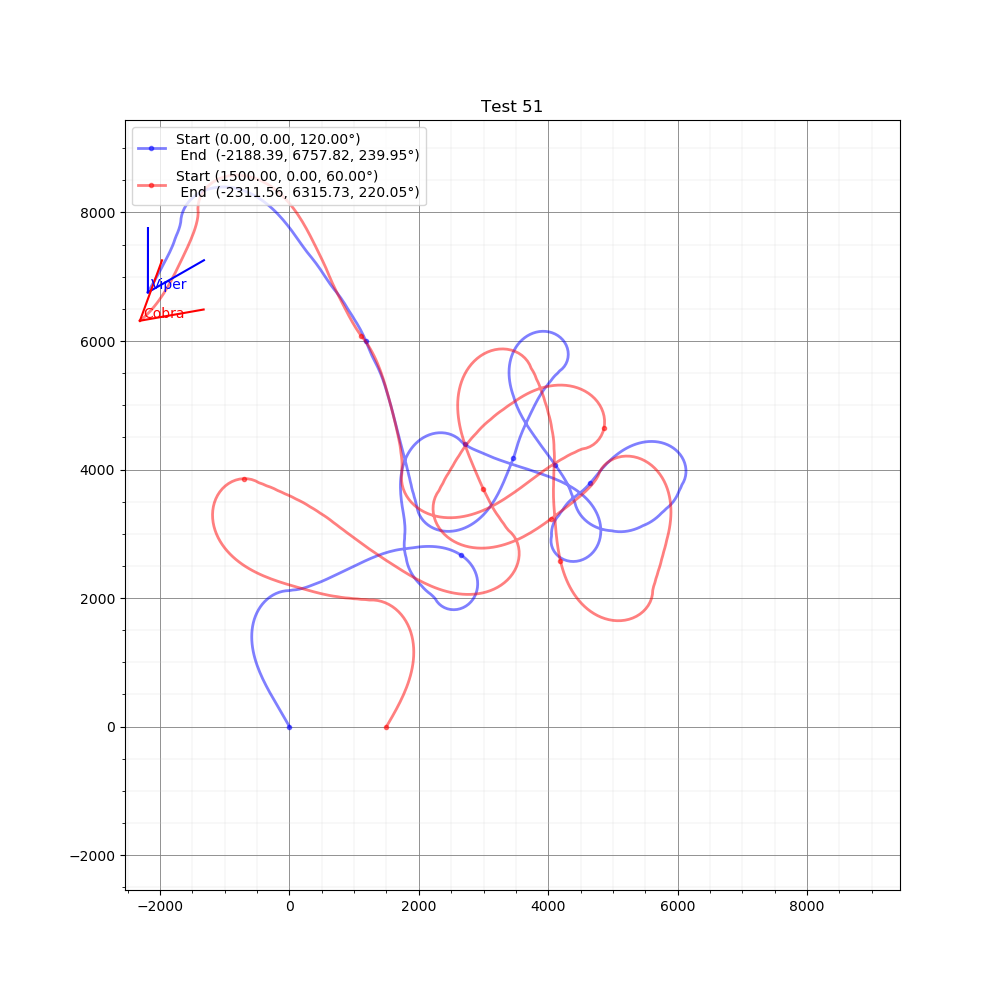 Test 51
Start (0.00, 0.00, 120.00°)
End  (-2188.39, 6757.82, 239.95°)
Start (1500.00, 0.00, 60.00°)
End  (-2311.56, 6315.73, 220.05°)
8000
Viper
Cobra
6000
4000
2000
0
−2000
−2000 0 2000 4000 6000 8000